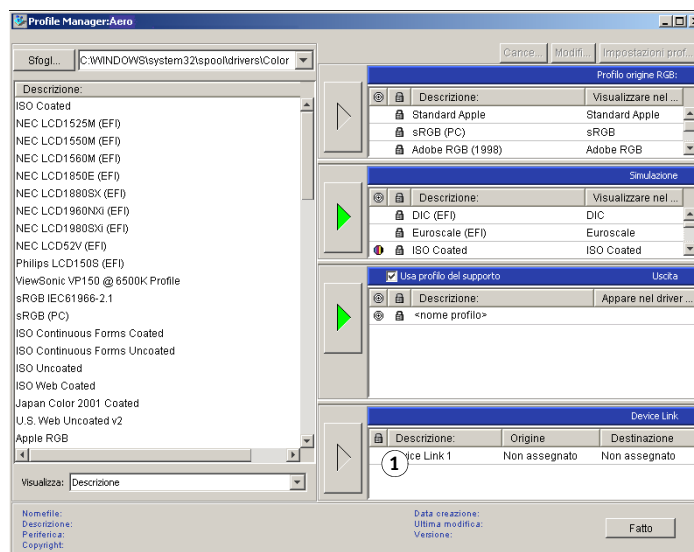 Profile Manager:Aero
Sfogl...
C:\WINDOWS\system32\spool\drivers\Color
Cance...
Modifi...
Impostazioni prof...
Descrizione:
ISO Coated
NEC LCD1525M (EFI)
NEC LCD1550M (EFI)
NEC LCD1560M (EFI)
NEC LCD1850E (EFI)
NEC LCD1880SX (EFI)
NEC LCD1960NXi (EFI)
NEC LCD1980SXi (EFI)
NEC LCD52V (EFI)
Philips LCD150S (EFI)
ViewSonic VP150 @ 6500K Profile
sRGB IEC61966-2.1
sRGB (PC)
ISO Continuous Forms Coated
ISO Continuous Forms Uncoated
ISO Uncoated
ISO Web Coated
Japan Color 2001 Coated
U.S. Web Uncoated v2
Apple RGB
Visualizza: Descrizione
Profilo origine RGB:
Descrizione: Visualizzare nel ...
Standard Apple Standard Apple
sRGB (PC) sRGB
Adobe RGB (1998) Adobe RGB
Simulazione
Descrizione: Visualizzare nel ...
DIC (EFI) DIC
Euroscale (EFI) Euroscale
ISO Coated ISO Coated
Usa profilo del supporto Uscita
Descrizione: Appare nel driver ...
<nome profilo>
Device Link
Descrizione: Origine Destinazione
1
ice Link 1 Non assegnato Non assegnato
Nomefile:
Descrizione:
Periferica:
Copyright:
Data creazione:
Ultima modifica:
Versione:
Fatto